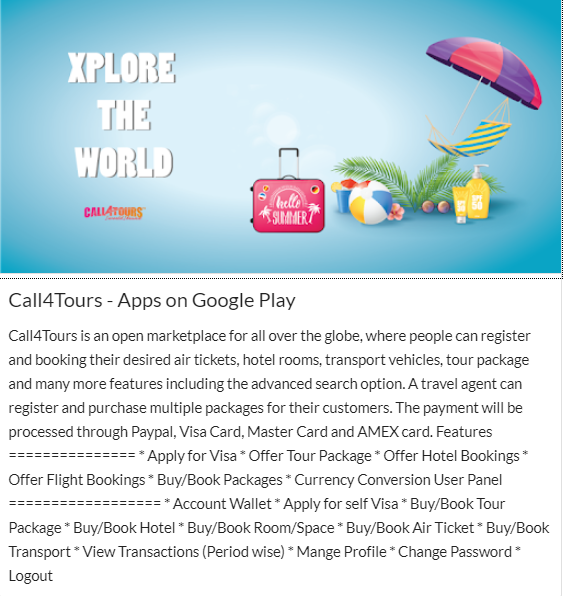 XPLORE
THE
WORLD
CALL4TOURS
hello
SUMMER!
SPF
50
Call4Tours - Apps on Google Play
Call4Tours is an open marketplace for all over the globe, where people can register
and booking their desired air tickets, hotel rooms, transport vehicles, tour package
and many more features including the advanced search option. A travel agent can
register and purchase multiple packages for their customers. The payment will be
processed through Paypal, Visa Card, Master Card and AMEX card. Features
=============== * Apply for Visa * Offer Tour Package * Offer Hotel Bookings *
Offer Flight Bookings * Buy/Book Packages * Currency Conversion User Panel
================== * Account Wallet * Apply for self Visa * Buy/Book Tour
Package * Buy/Book Hotel * Buy/Book Room/Space * Buy/Book Air Ticket * Buy/Book
Transport * View Transactions (Period wise) * Mange Profile * Change Password *
Logout